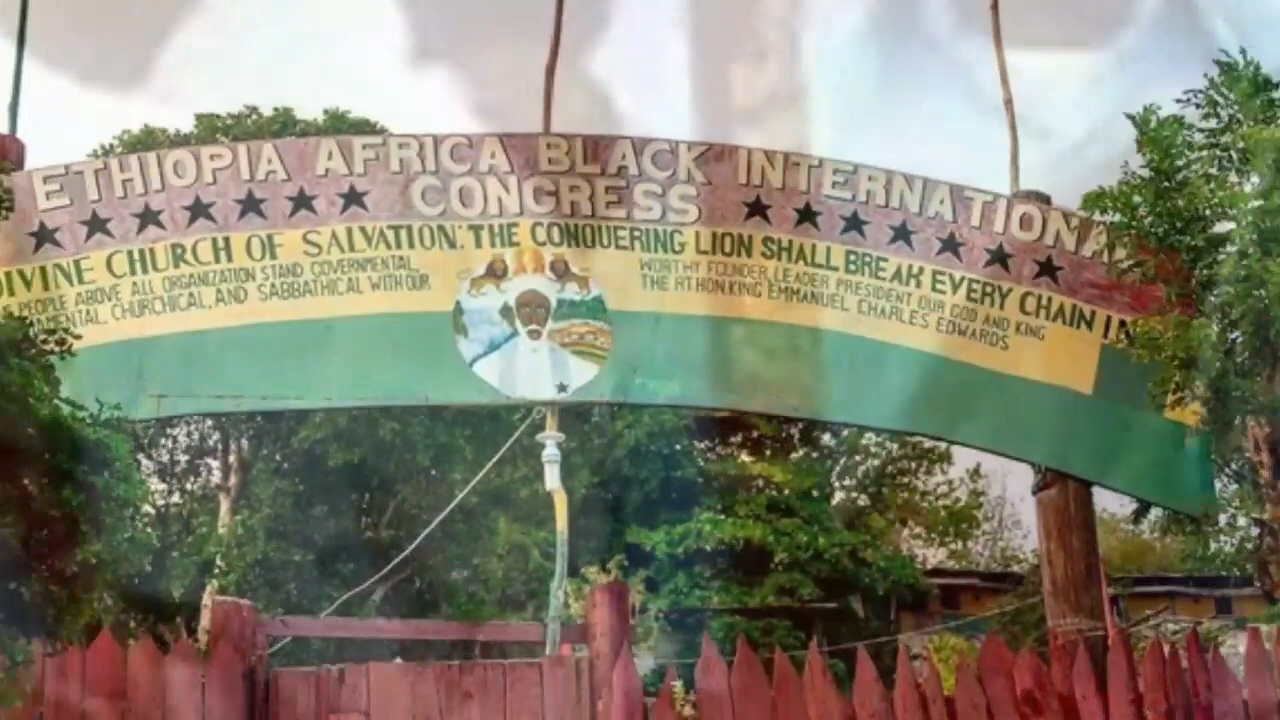 ETHIOPIA AFRICA BLACK INTERNATIONA
CONGRESS
DIVINE CHURCH OF SALVATION: THE CONQUERING LION SHALL BREAK EVERY CHAIN IN
PEOPLE ABOVE ALL ORGANIZATION STAND GOVERNMENTAL
CHURCHICAL, AND SABBATHICAL WITH OUR
WORTHY FOUNDER, LEADER PRESIDENT OUR GOD AND KING
THE RT HON KING EMMANUEL CHARLES EDWARDS